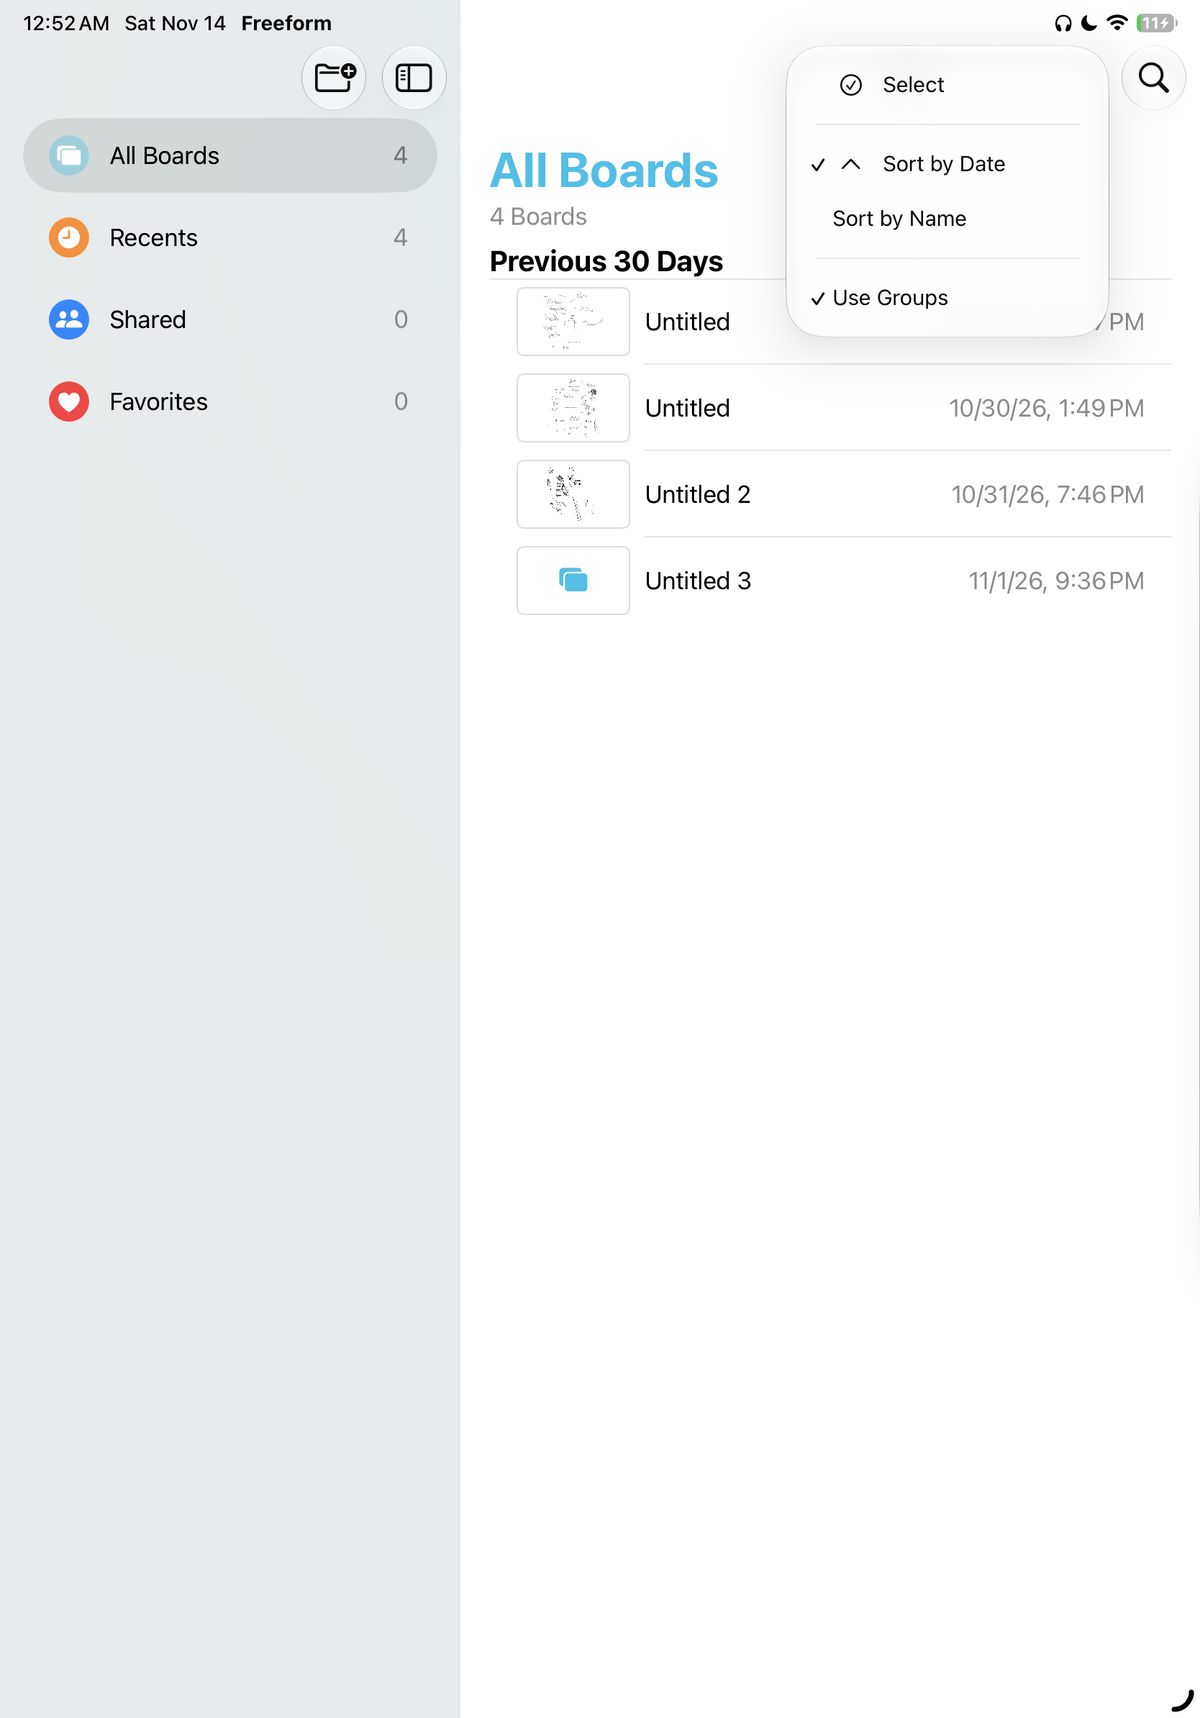 12:52 AM Sat Nov 14 Freeform
11
All Boards 4
Recents 4
Shared 0
Favorites 0
Select
Sort by Date
Sort by Name
Use Groups
All Boards
4 Boards
Previous 30 Days
Untitled PM
Untitled 10/30/26, 1:49 PM
Untitled 2 10/31/26, 7:46 PM
Untitled 3 11/1/26, 9:36 PM